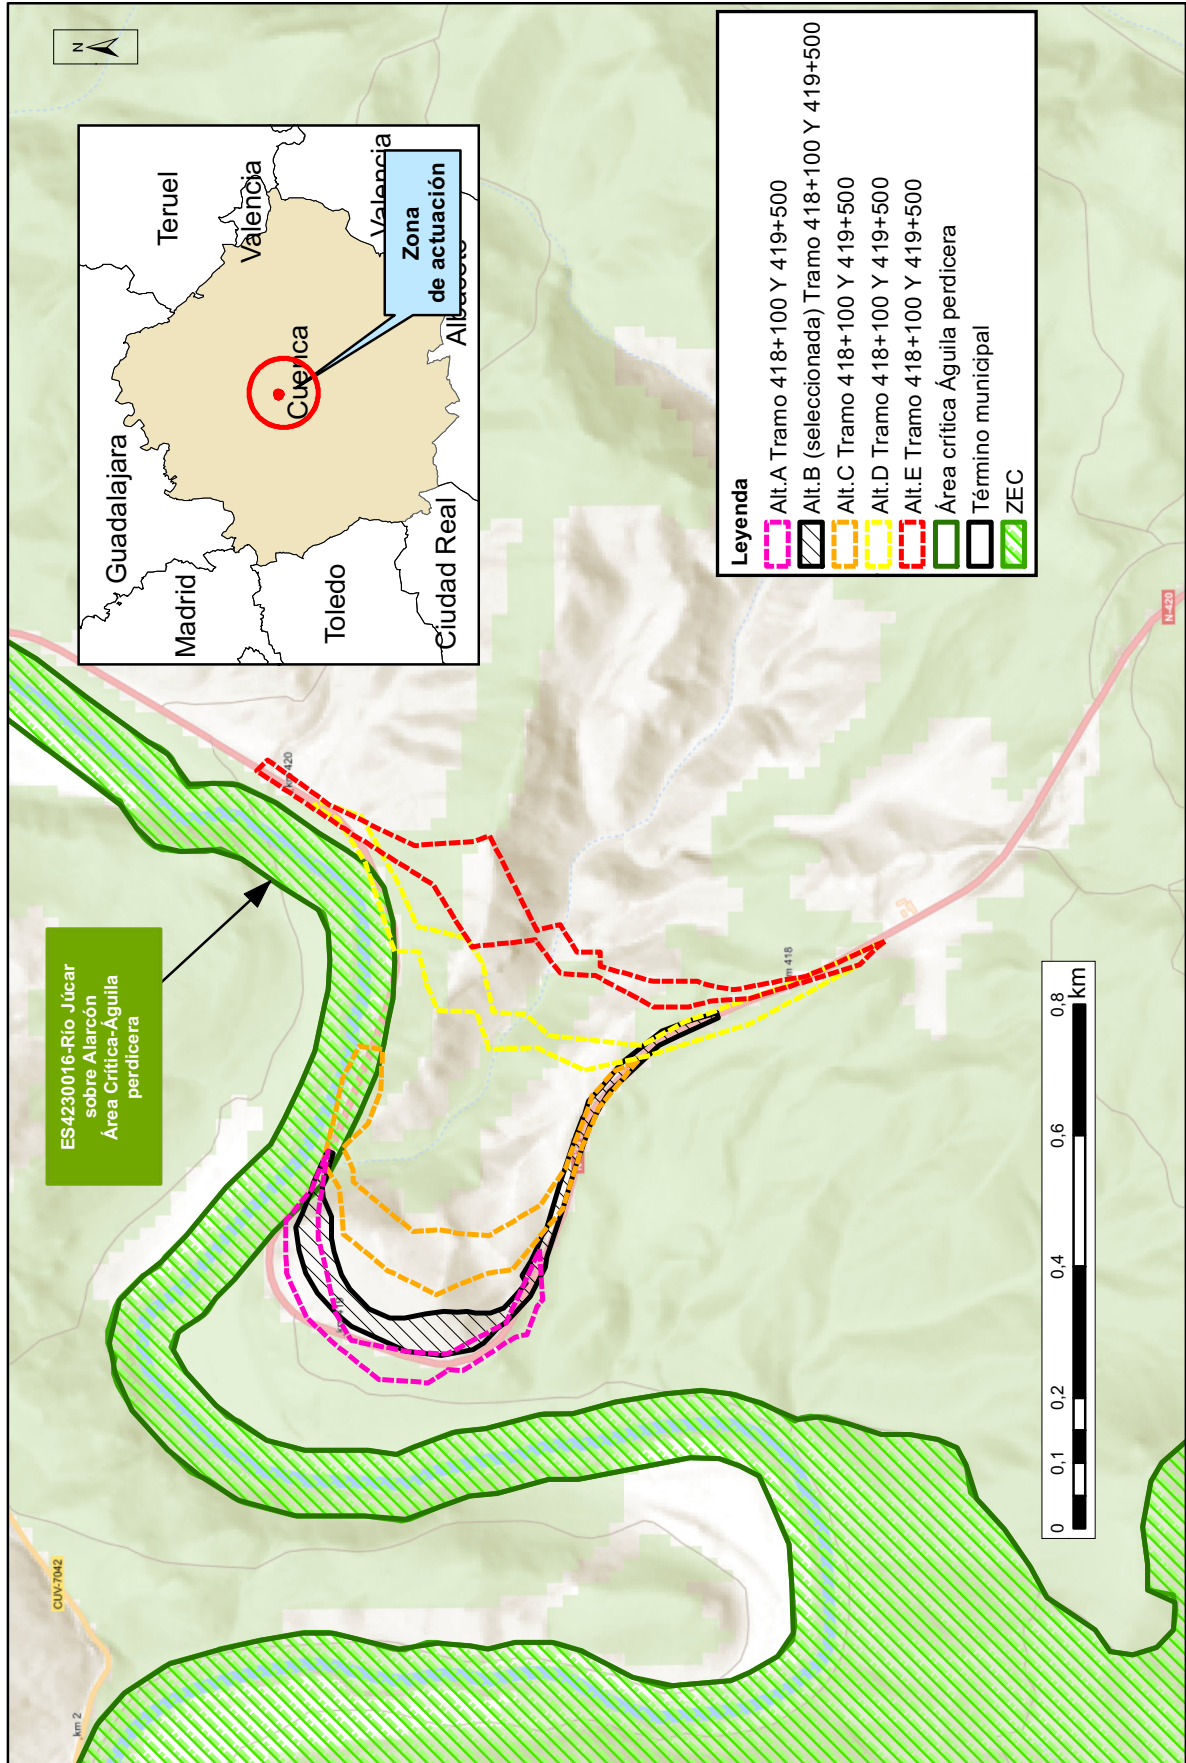 N
Guadalajara
Teruel
Madrid
Cuenca
Valencia
Toledo
Valencia
Ciudad Real
Zona
de actuación
ES4230016-Río Júcar
sobre Alarcón
Área Crítica-Águila
perdicera
CUV-7042
km 2
km 420
km 418
N-420
Leyenda
Alt.A Tramo 418+100 Y 419+500
Alt.B (seleccionada) Tramo 418+100 Y 419+500
Alt.C Tramo 418+100 Y 419+500
Alt.D Tramo 418+100 Y 419+500
Alt.E Tramo 418+100 Y 419+500
Área crítica Águila perdicera
Término municipal
ZEC
0 0,1 0,2 0,4 0,6 0,8
km